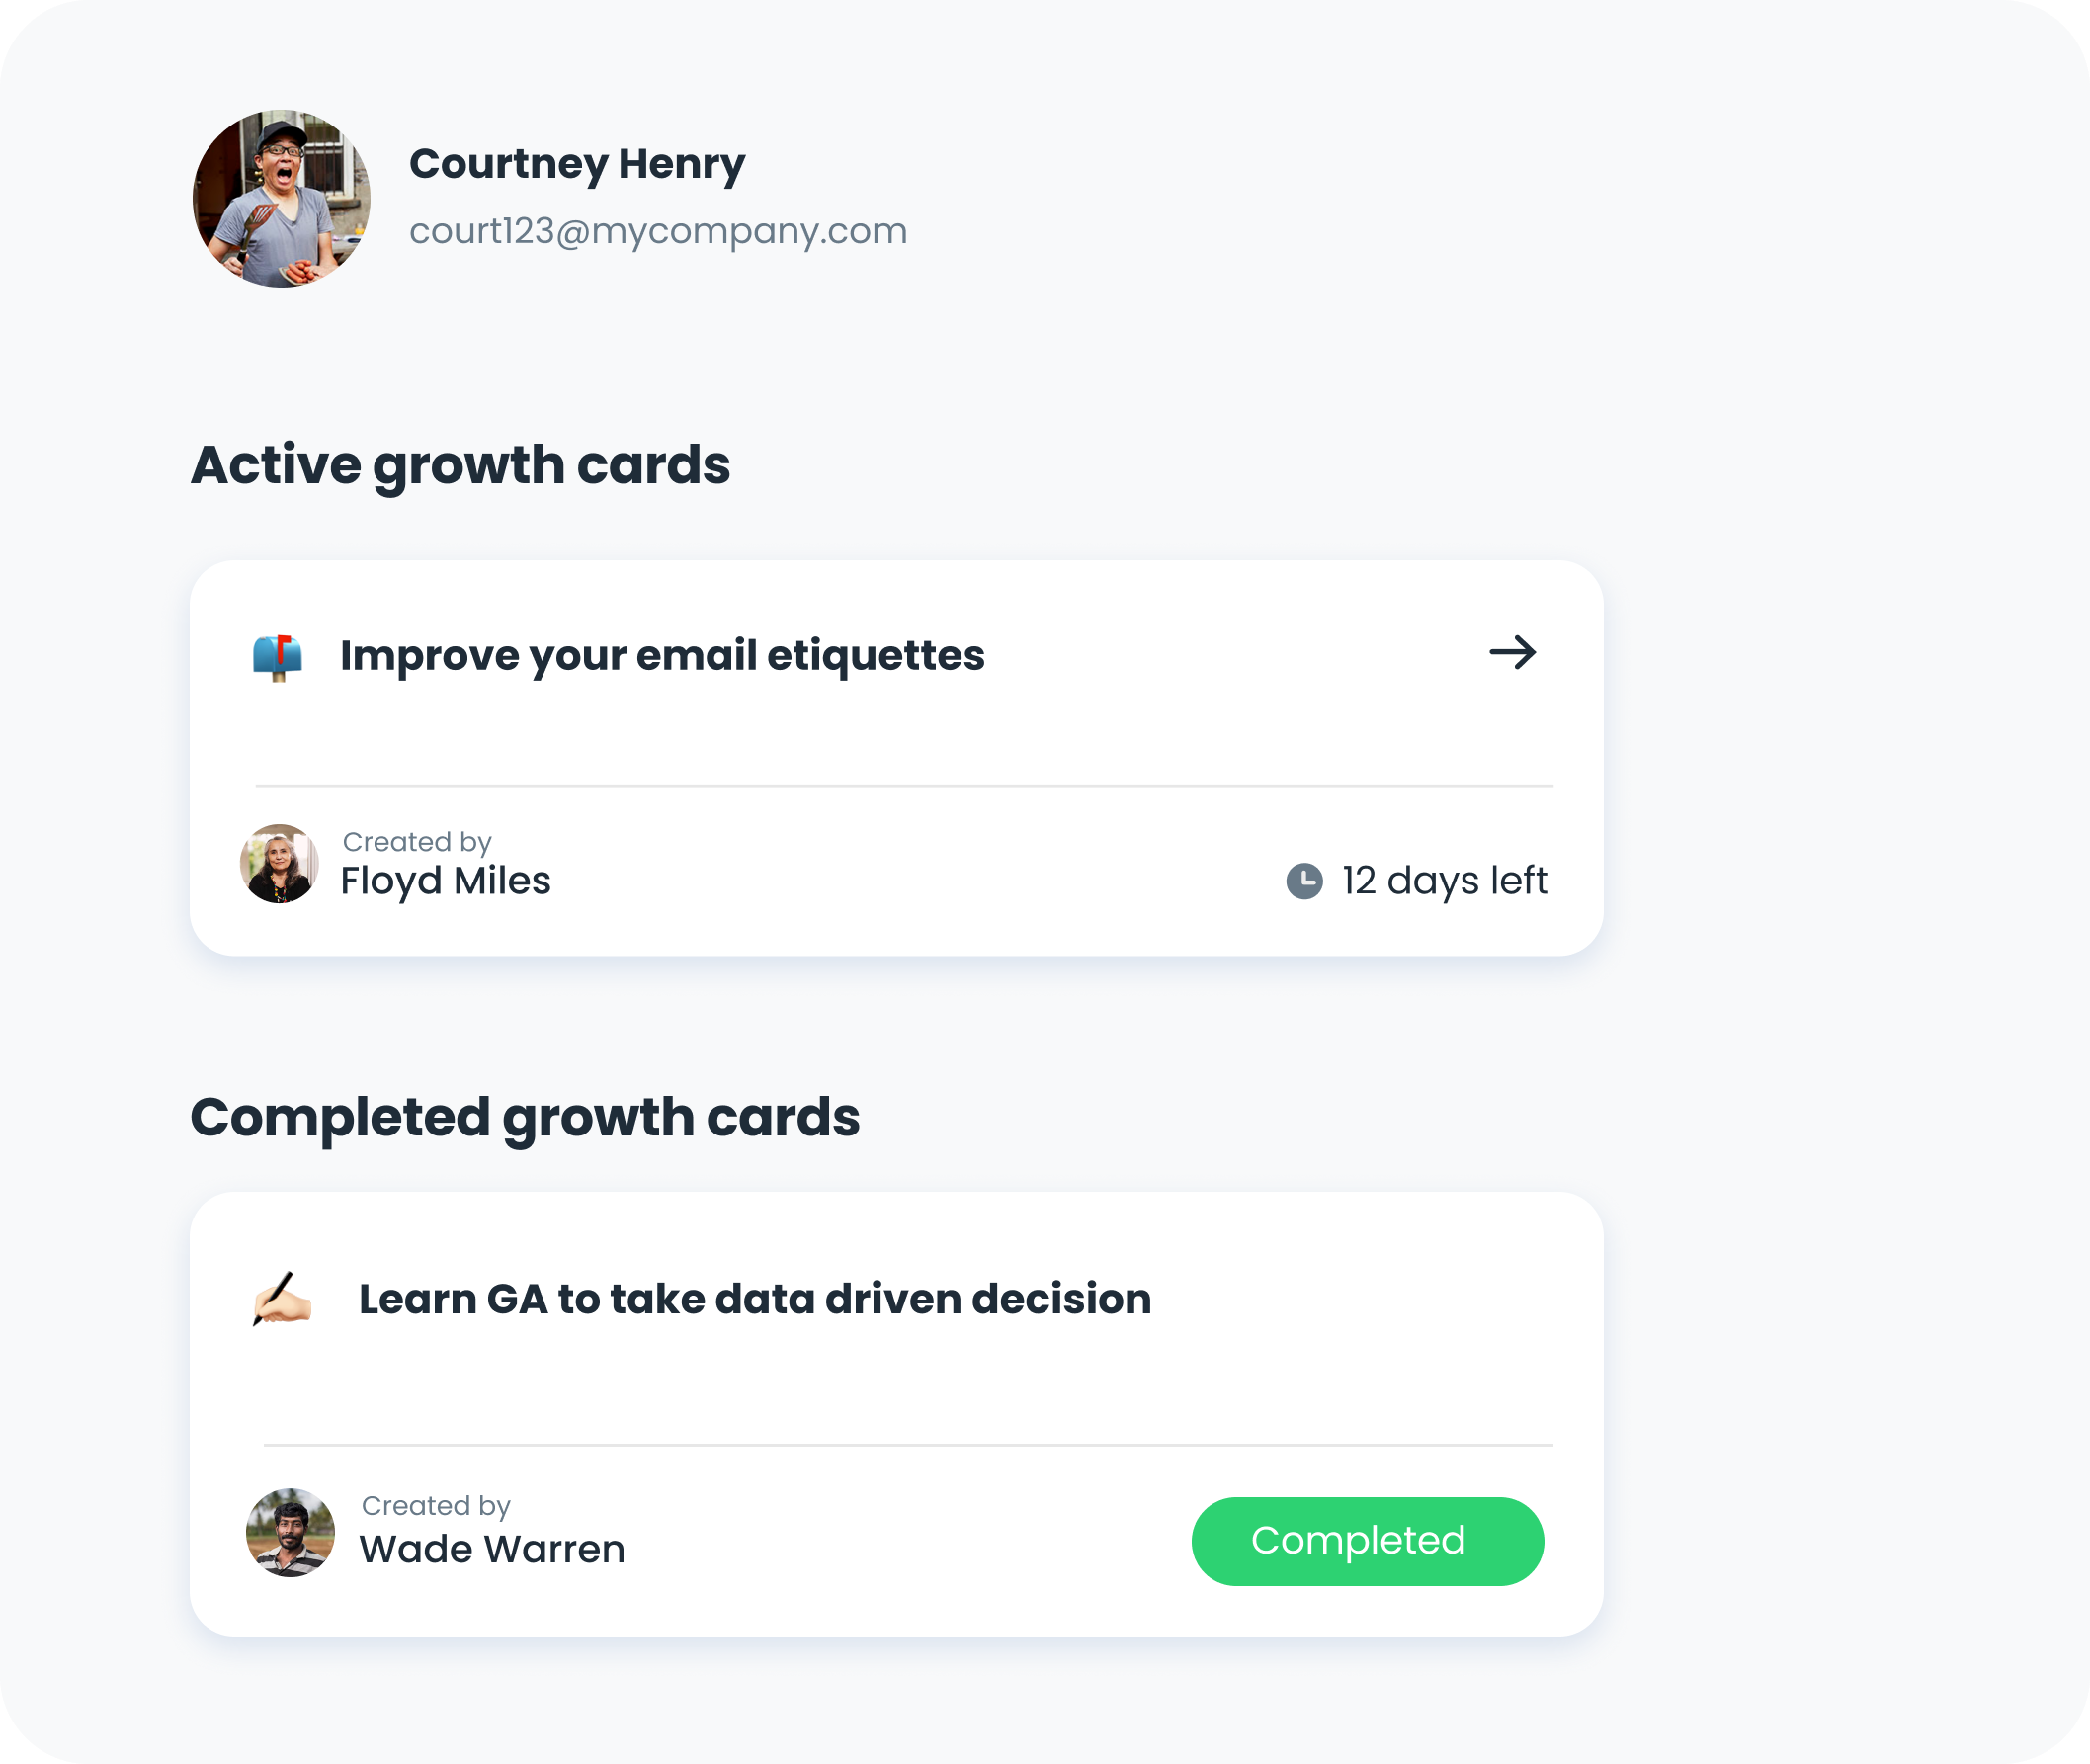 Courtney Henry
court123@mycompany.com
Active growth cards
Improve your email etiquettes
Created by
Floyd Miles
12 days left
Completed growth cards
Learn GA to take data driven decision
Created by
Wade Warren
Completed